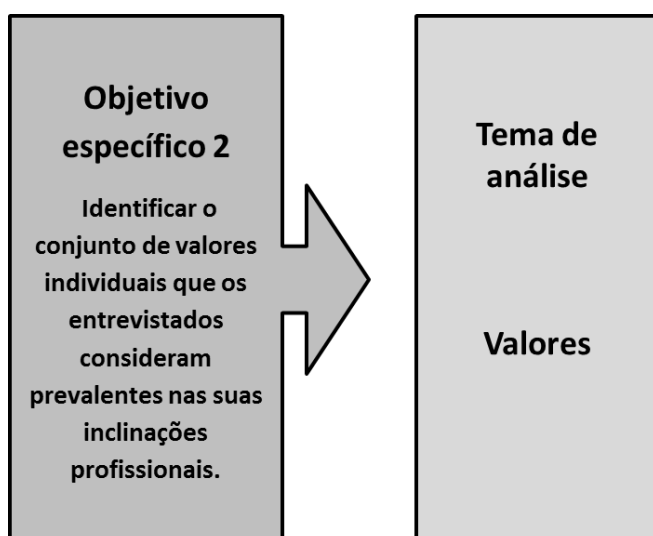 Objetivo
específico 2
Identificar o
conjunto de valores
individuais que os
entrevistados
consideram
prevalentes nas suas
inclinações
profissionais.
Tema de
análise
Valores